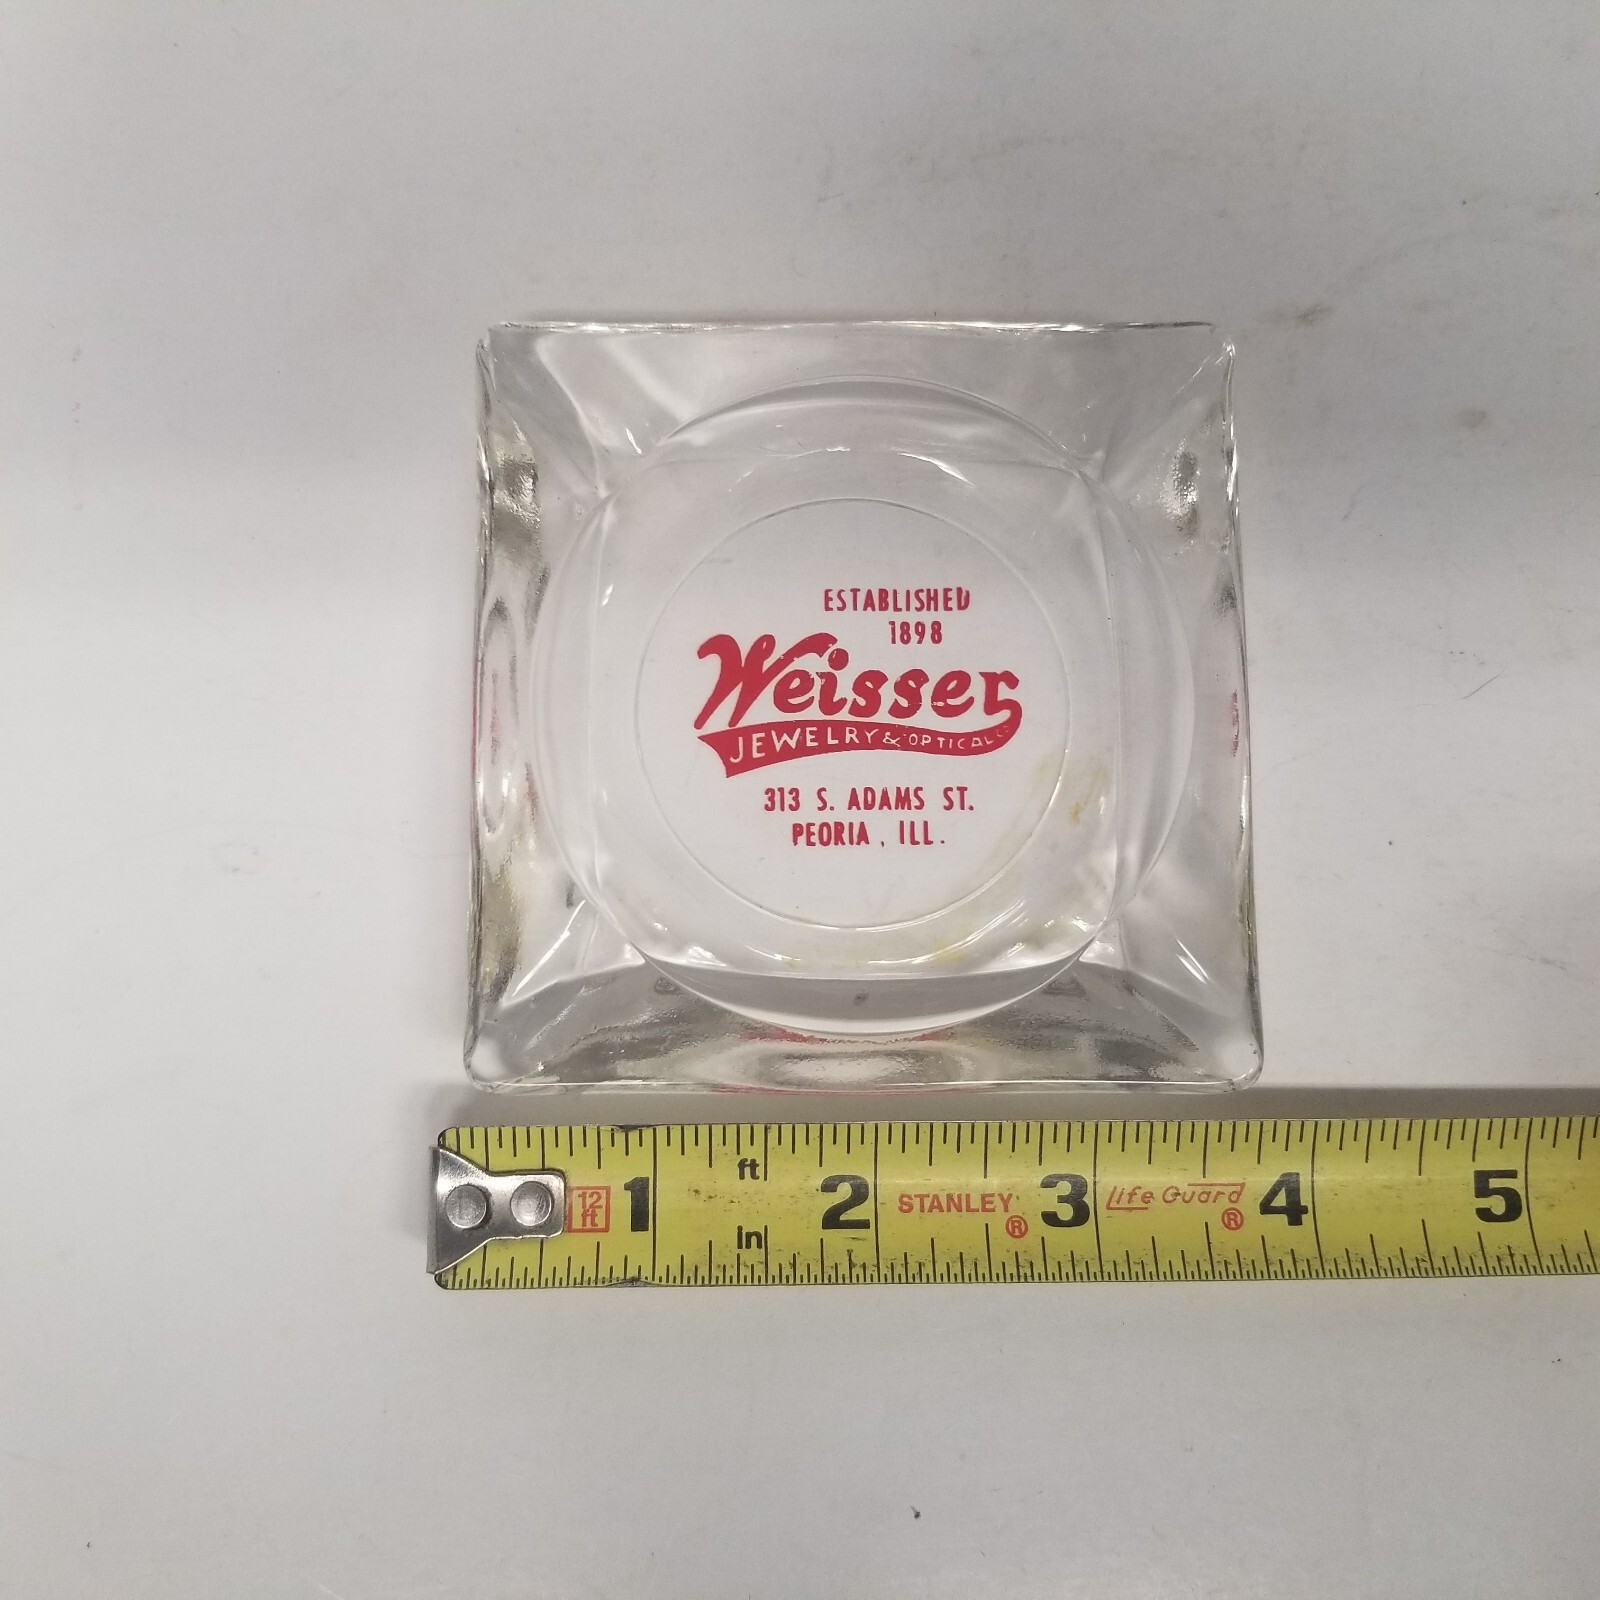 ESTABLISHED
1898
Weisser
JEWELRY & OPTICAL CO.
313 S. ADAMS ST.
PEORIA, ILL.
12 ft 1 ft in 2 STANLEY® 3 Life Guard® 4 5